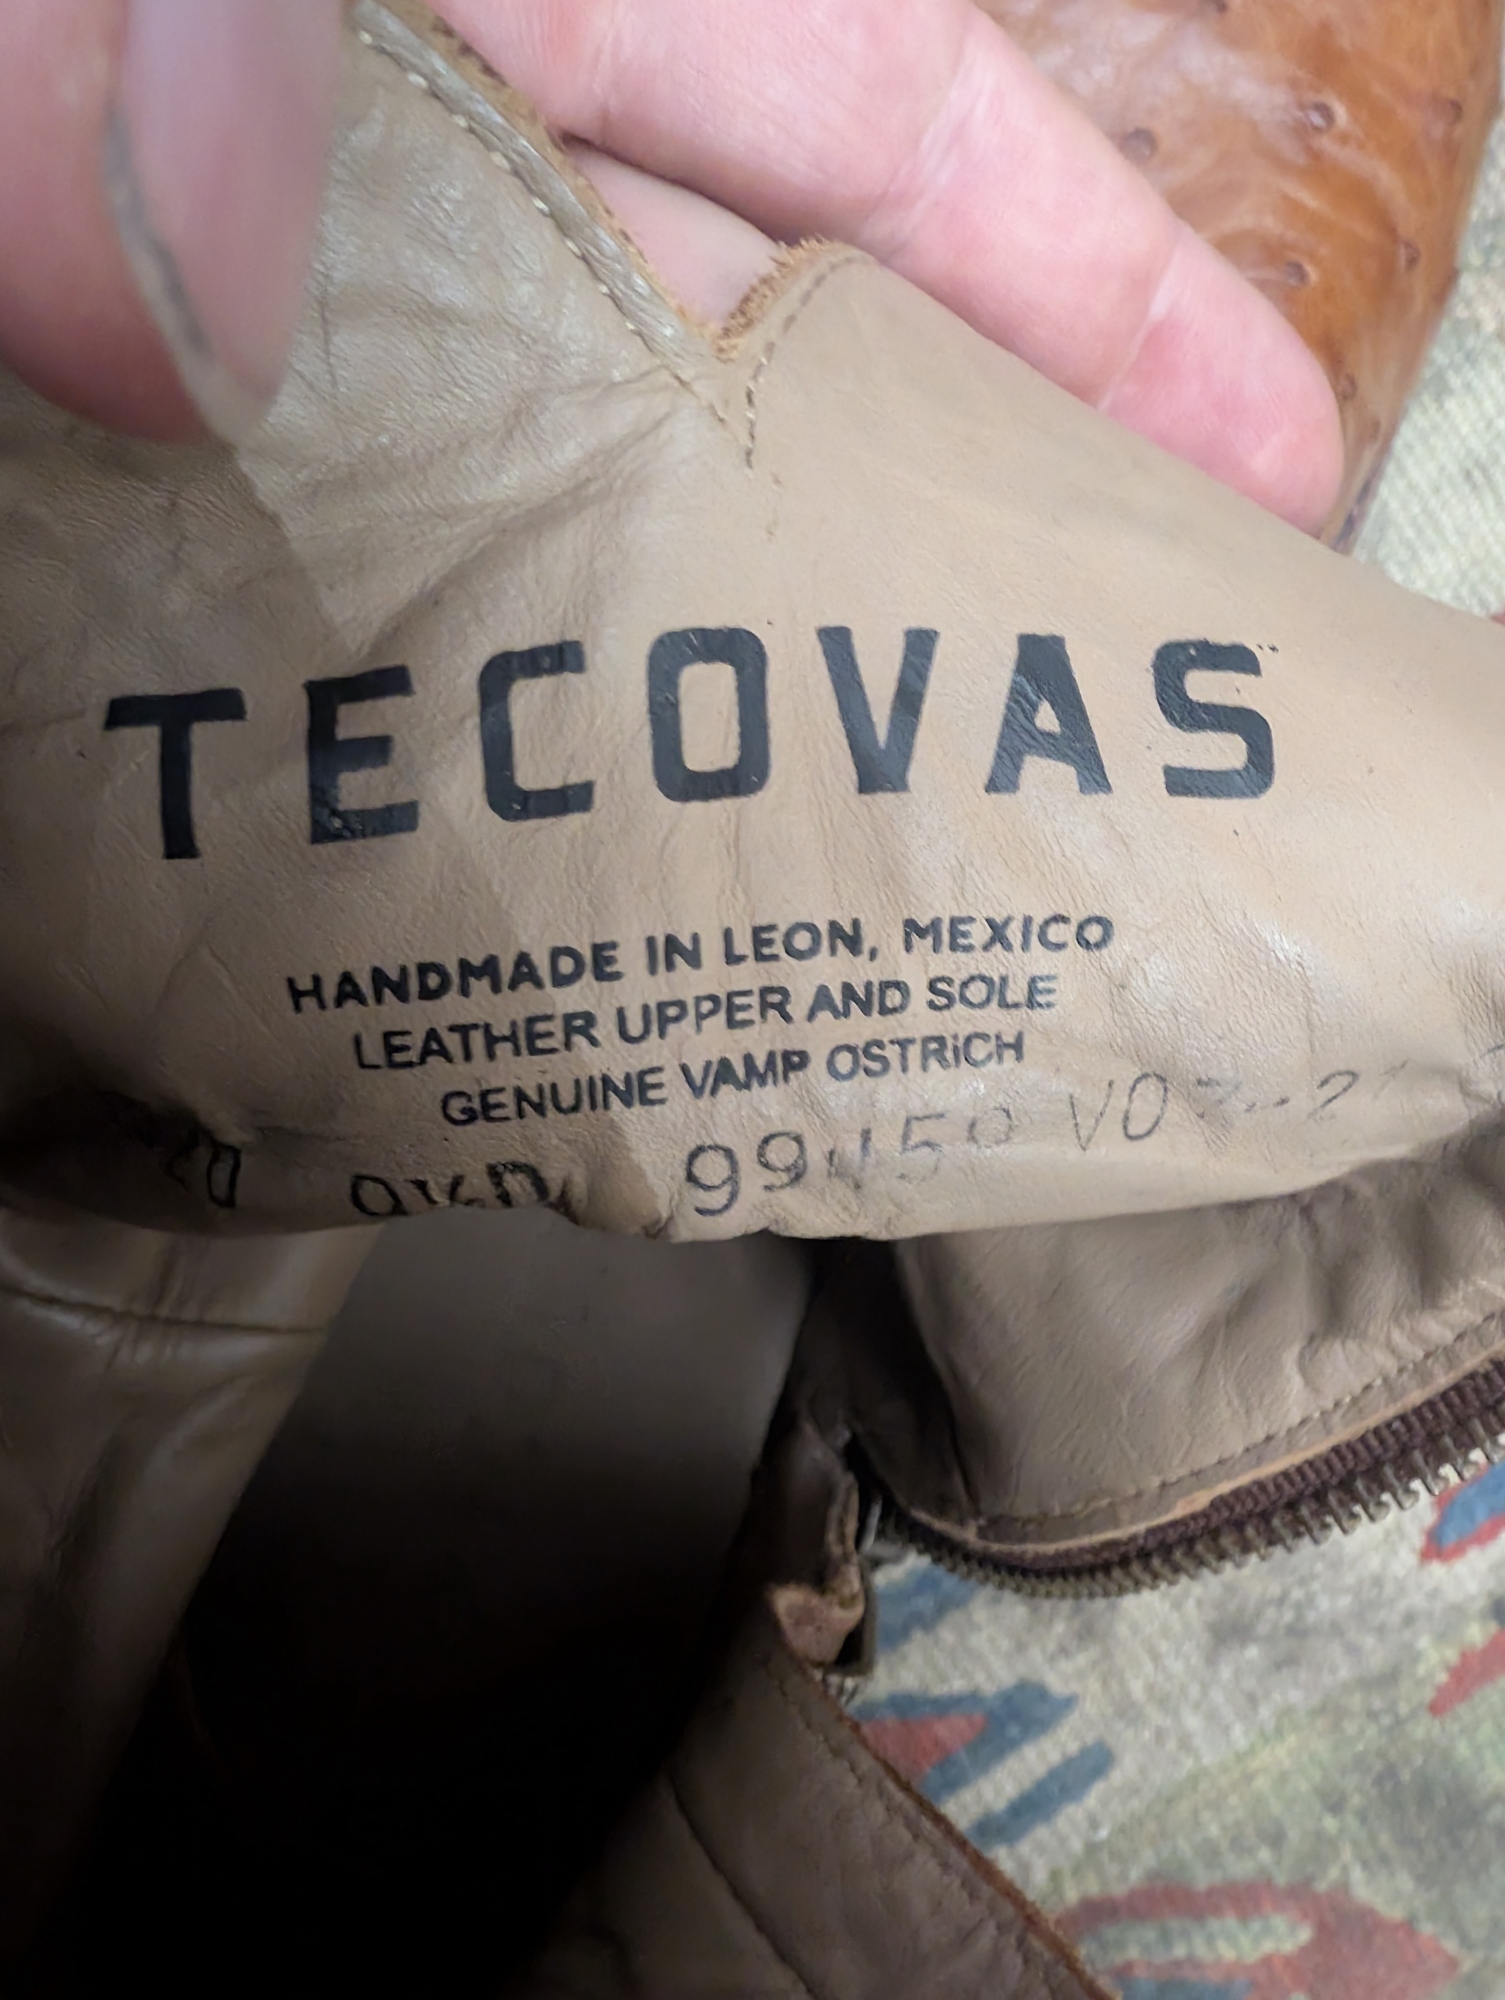 TECOVAS
HANDMADE IN LEON, MEXICO
LEATHER UPPER AND SOLE
GENUINE VAMP OSTRiCH